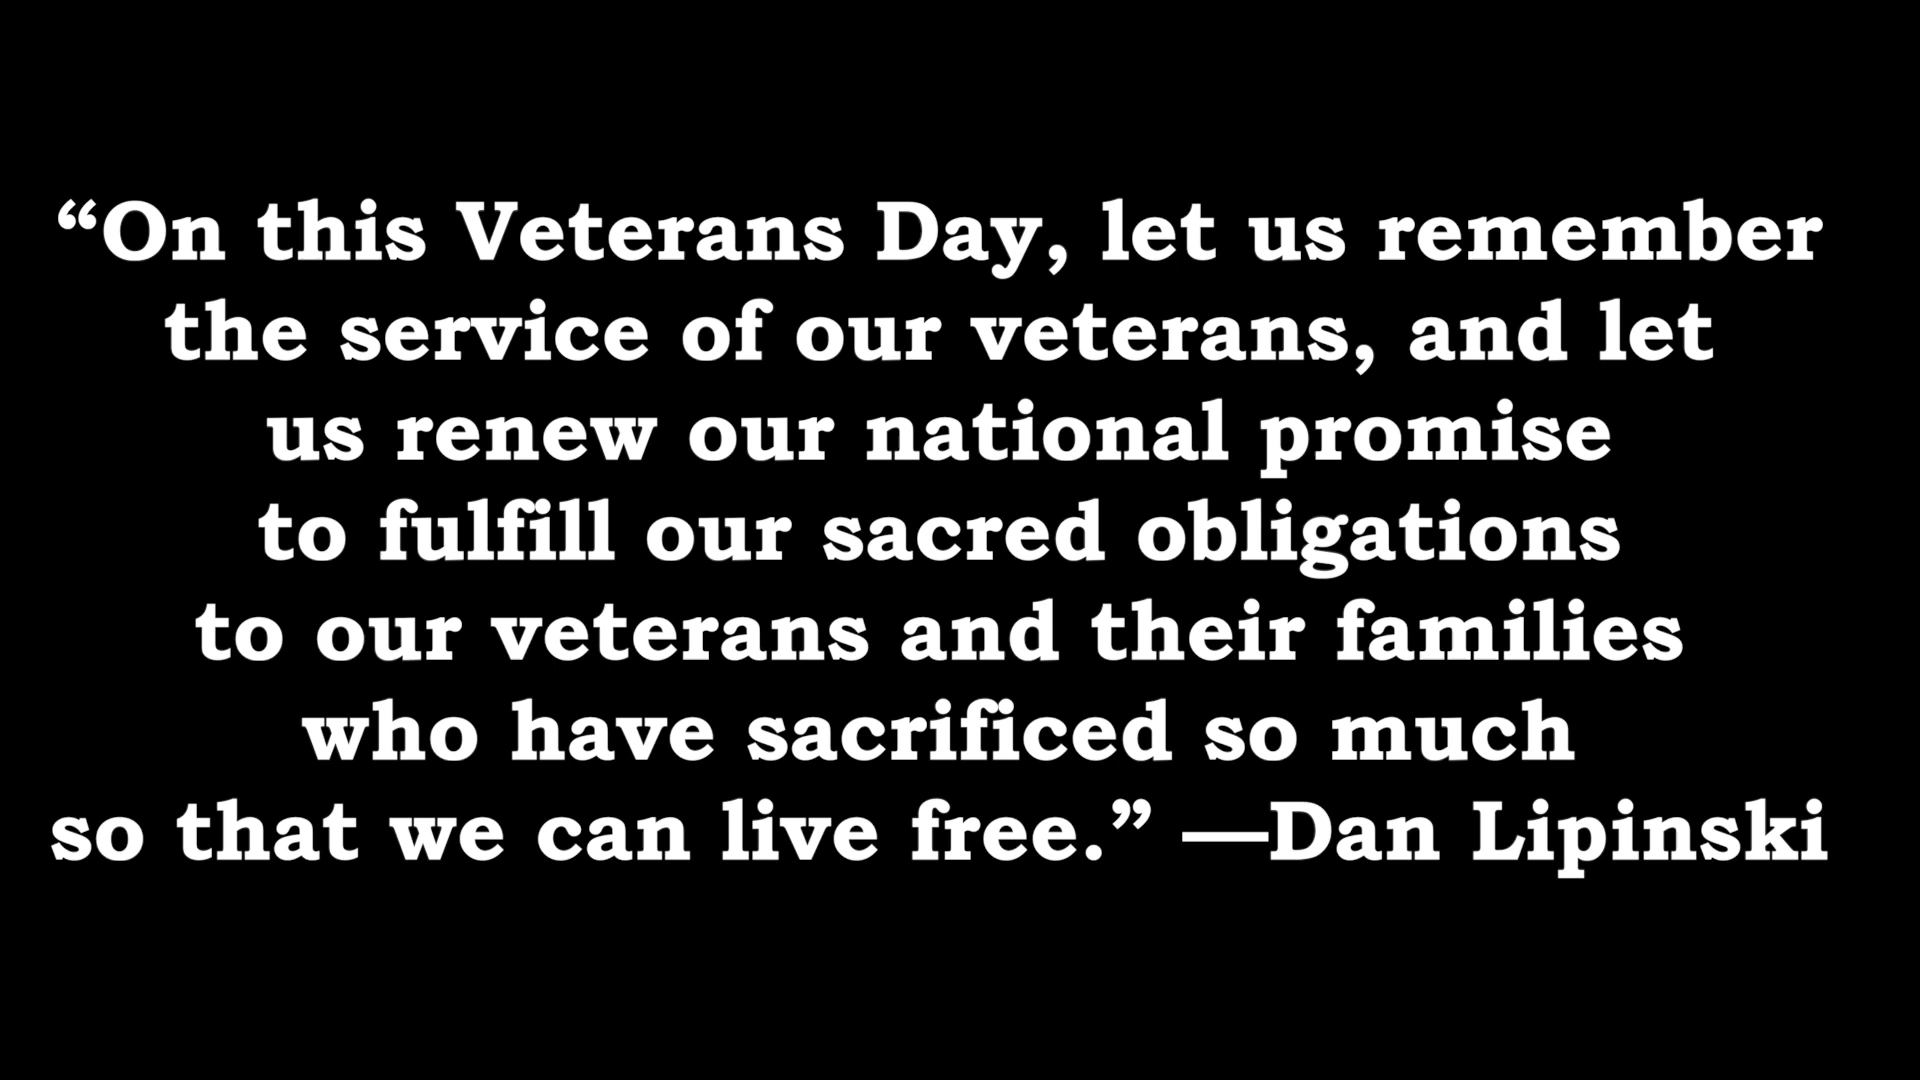 “On this Veterans Day, let us remember
the service of our veterans, and let
us renew our national promise
to fulfill our sacred obligations
to our veterans and their families
who have sacrificed so much
so that we can live free.” —Dan Lipinski